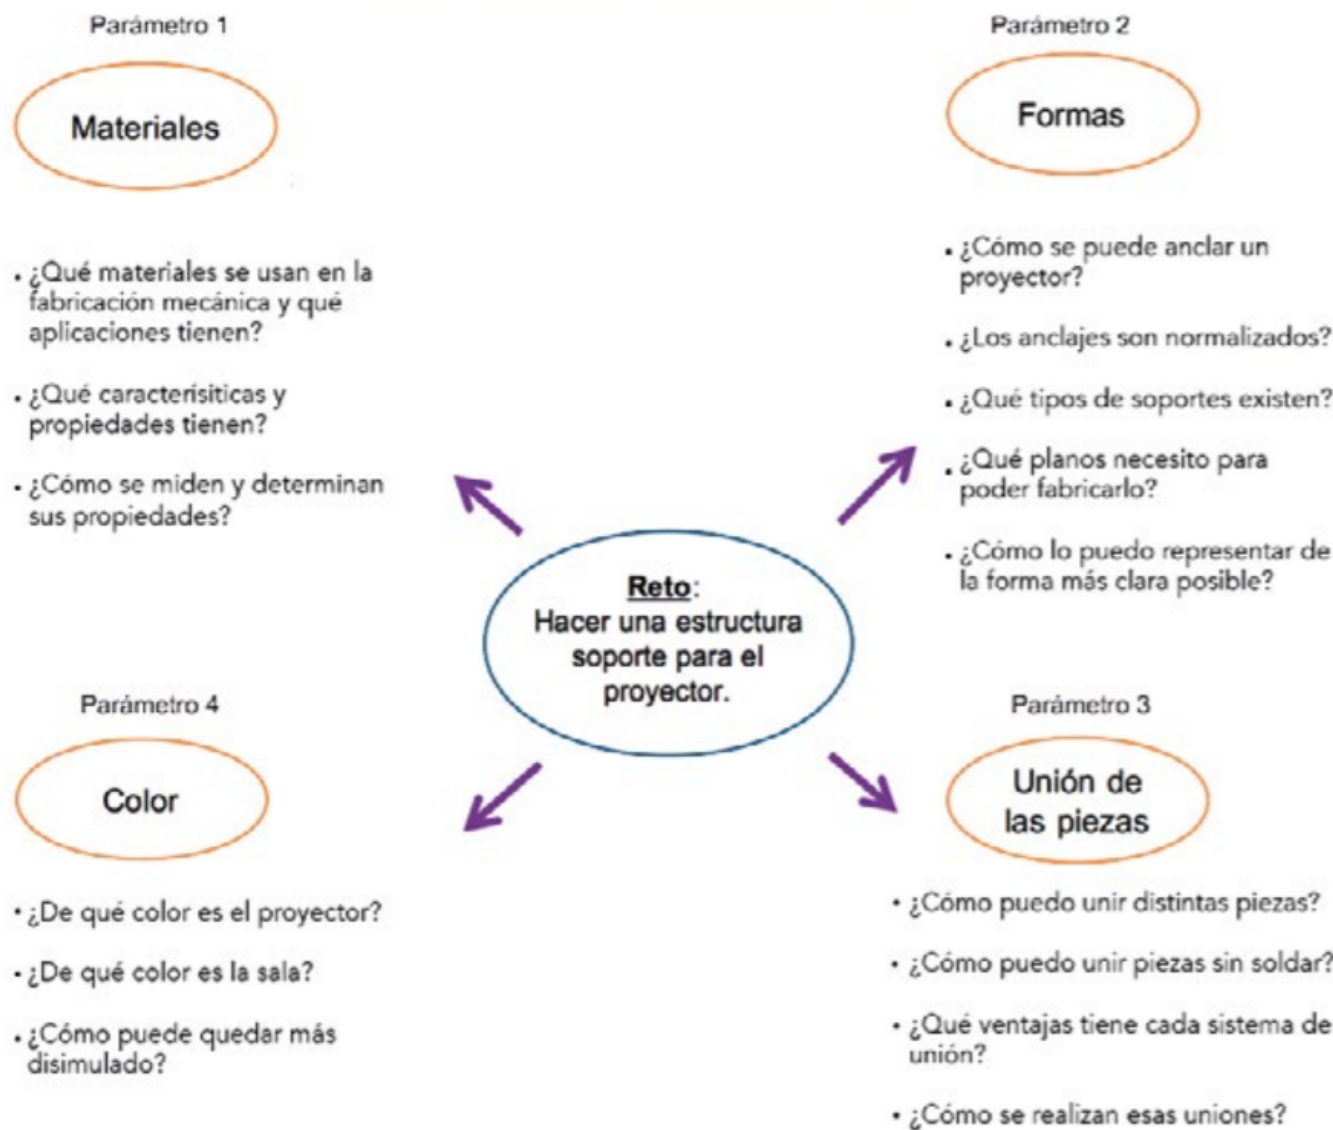 Parámetro 1
Materiales
• ¿Qué materiales se usan en la
fabricación mecánica y qué
aplicaciones tienen?
• ¿Qué caracterísiticas y
propiedades tienen?
• ¿Cómo se miden y determinan
sus propiedades?
Parámetro 2
Formas
• ¿Cómo se puede anclar un
proyector?
• ¿Los anclajes son normalizados?
• ¿Qué tipos de soportes existen?
• ¿Qué planos necesito para
poder fabricarlo?
• ¿Cómo lo puedo representar de
la forma más clara posible?
Reto:
Hacer una estructura
soporte para el
proyector.
Parámetro 4
Color
• ¿De qué color es el proyector?
• ¿De qué color es la sala?
• ¿Cómo puede quedar más
disimulado?
Parámetro 3
Unión de
las piezas
• ¿Cómo puedo unir distintas piezas?
• ¿Cómo puedo unir piezas sin soldar?
• ¿Qué ventajas tiene cada sistema de
unión?
• ¿Cómo se realizan esas uniones?